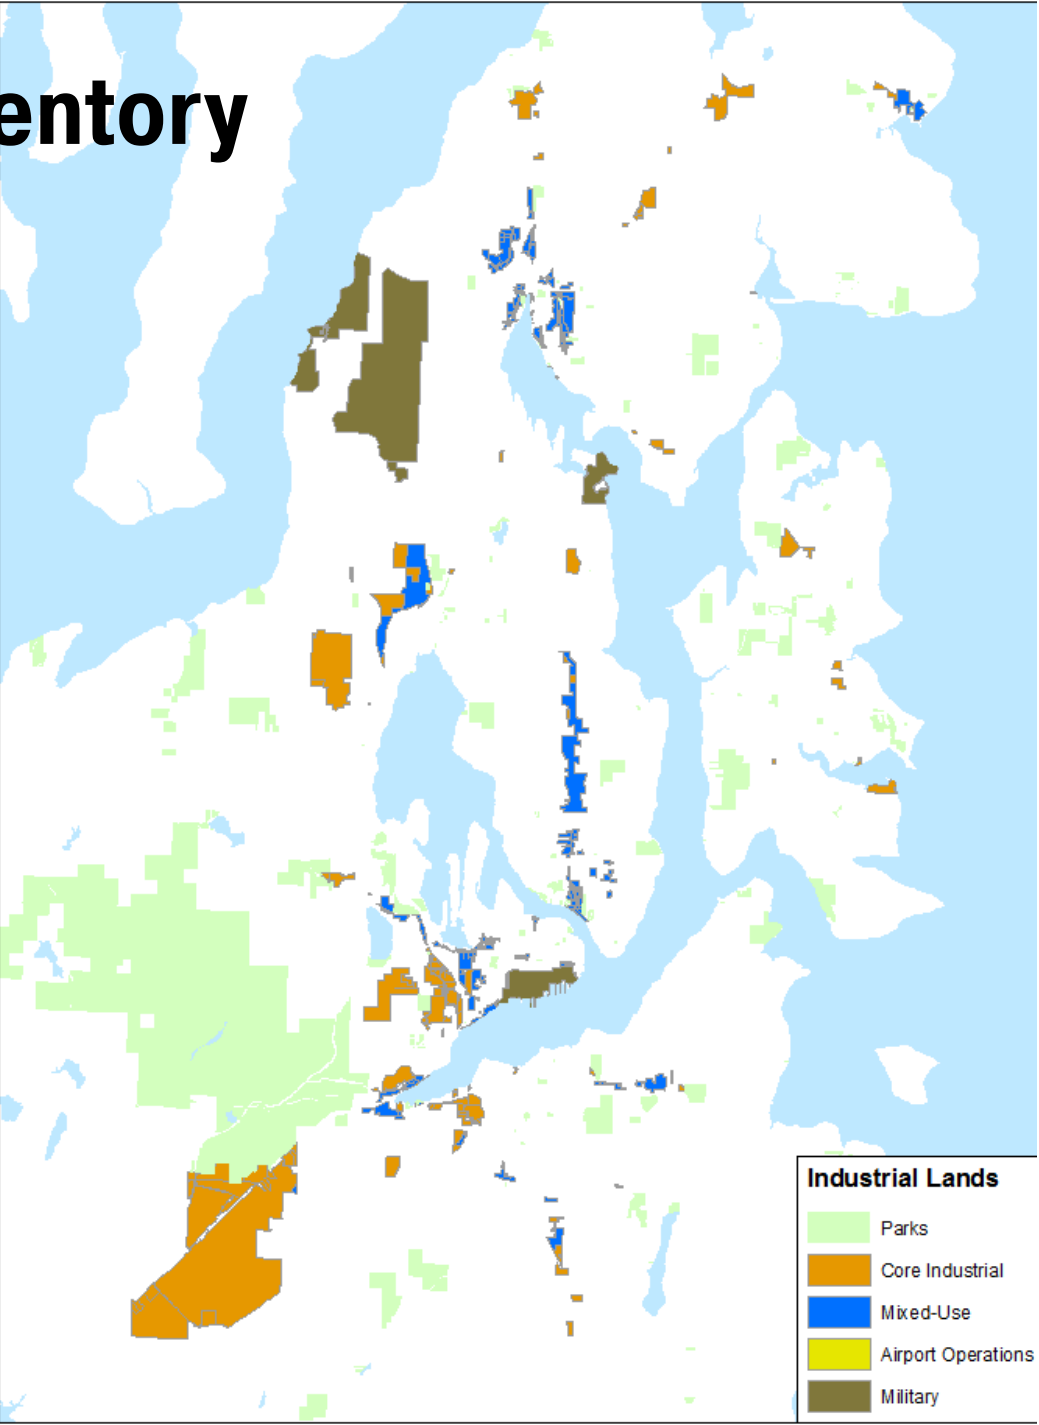 entory
Industrial Lands
Parks
Core Industrial
Mixed-Use
Airport Operations
Military